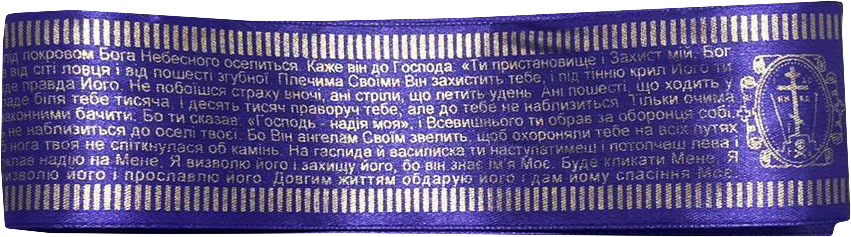 під покровом Бога Небесного оселиться. Каже він до Господа: «Ти пристановище і Захист мій, Бог
від сіті ловця і від пошесті згубної. Плечима Своїми Він захистить тебе, і під тінню крил Його ти
правда Його. Не побоїшся страху вночі, ані стріли, що летить удень. Ані пошесті, що ходить у
біля тебе тисяча, і десять тисяч праворуч тебе, але до тебе не наблизиться. Тільки очима
бачити: Бо ти сказав: «Господь - надія моя», і Всевишнього ти обрав за оборонця собі.
не наблизиться до оселі твоєї. Бо Він ангелам Своїм звелить, щоб охороняли тебе на всіх путях
нога твоя не спіткнулася об камінь. На гаспида й василиска ти наступатимеш і потопчеш лева і
надію на Мене. Я визволю його і захищу його, бо він знає ім'я Моє. Буде кликати Мене, Я
визволю його і прославлю його. Довгим життям обдарую його і дам йому спасіння Моє.